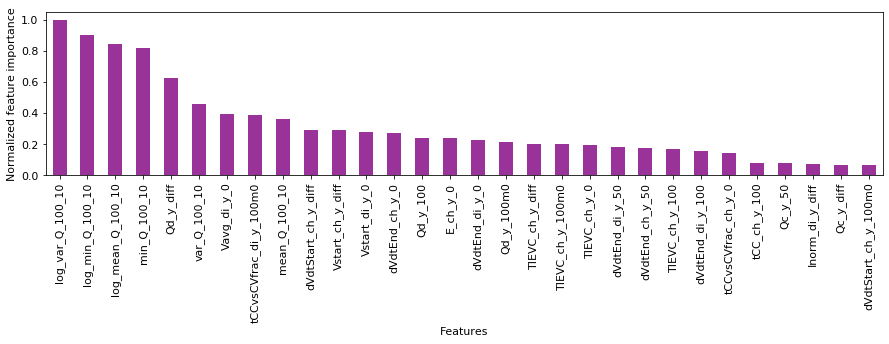 Normalized feature importance
1.0
0.8
0.6
0.4
0.2
0.0
log_var_Q_100_10
log_min_Q_100_10
log_mean_Q_100_10
min_Q_100_10
Qd_y_diff
var_Q_100_10
Vavg_di_y_0
tCCvsCVfrac_di_y_100m0
mean_Q_100_10
dVdtStart_ch_y_diff
Vstart_ch_y_diff
Vstart_di_y_0
dVdtEnd_ch_y_0
Qd_y_100
E_ch_y_0
dVdtEnd_di_y_0
Qd_y_100m0
TIEVC_ch_y_diff
TIEVC_ch_y_100m0
TIEVC_ch_y_0
dVdtEnd_di_y_50
dVdtEnd_ch_y_50
TIEVC_ch_y_100
dVdtEnd_di_y_100
tCCvsCVfrac_ch_y_0
tCC_ch_y_100
Qc_y_50
Inorm_di_y_diff
Qc_y_diff
dVdtStart_ch_y_100m0
Features